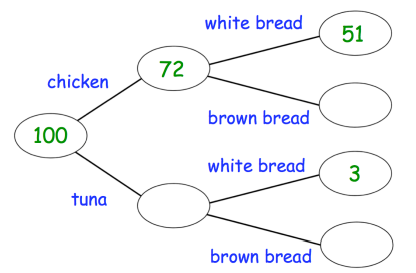 white bread
51
chicken
72
brown bread
100
white bread
3
tuna
brown bread